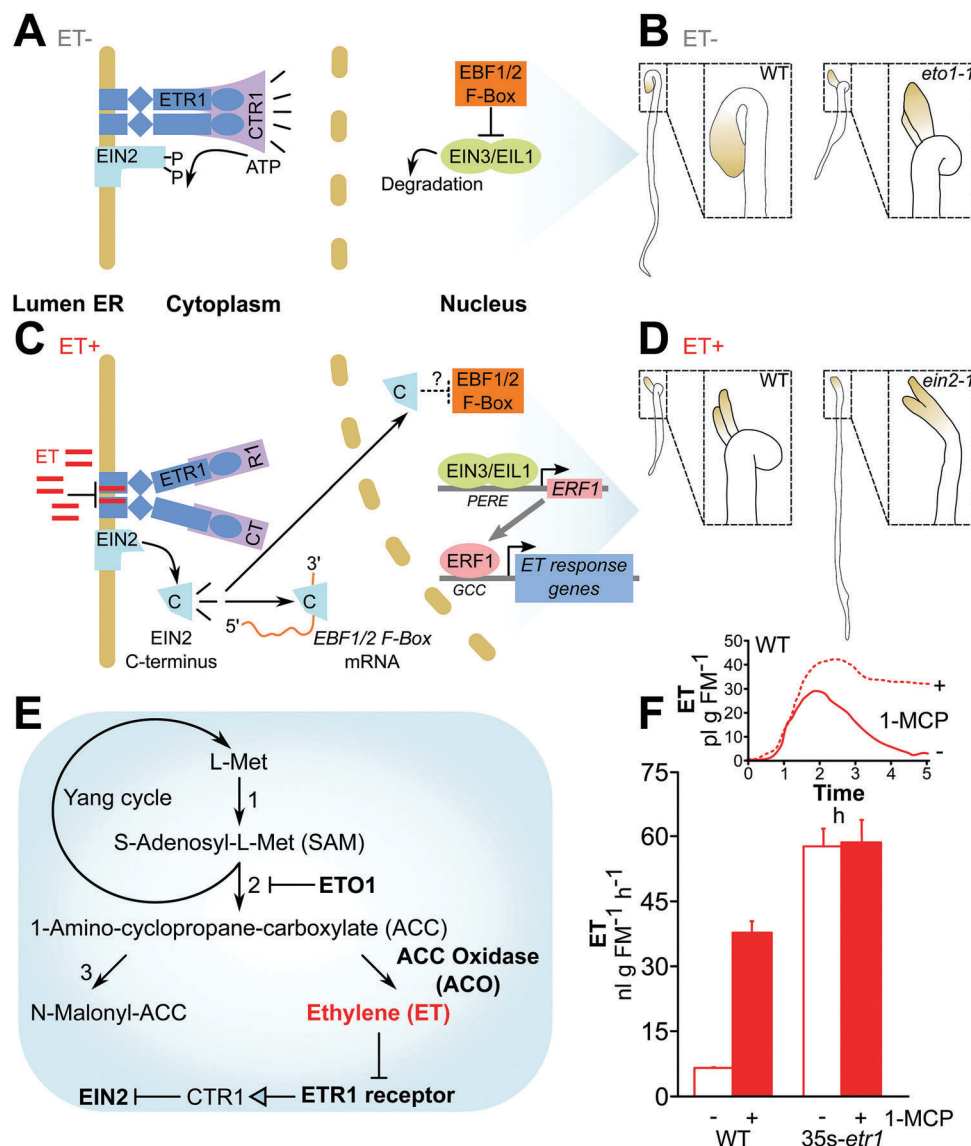 A
ET-
ETR1
CTR1
EIN2
P
P
ATP
EBF1/2
F-Box
EIN3/EIL1
Degradation
B
ET-
WT
eto1-1
Lumen ER
Cytoplasm
Nucleus
C
ET+
ET
ETR1
R1
CT
EIN2
C
EIN2
C-terminus
5'
3'
C
EBF1/2 F-Box
mRNA
C
?
EBF1/2
F-Box
EIN3/EIL1
PERE
ERF1
ERF1
GCC
ET response
genes
D
ET+
WT
ein2-1
E
L-Met
Yang cycle
1
S-Adenosyl-L-Met (SAM)
2
ETO1
1-Amino-cyclopropane-carboxylate (ACC)
3
ACC Oxidase
(ACO)
N-Malonyl-ACC
Ethylene (ET)
EIN2
CTR1
ETR1 receptor
F
WT
ET
pl g FM⁻¹
50
40
30
20
10
0
0 1 2 3 4 5
Time
h
+
1-MCP
-
ET
nl g FM⁻¹ h⁻¹
75
60
45
30
15
0
- + - + 1-MCP
WT 35s-etr1